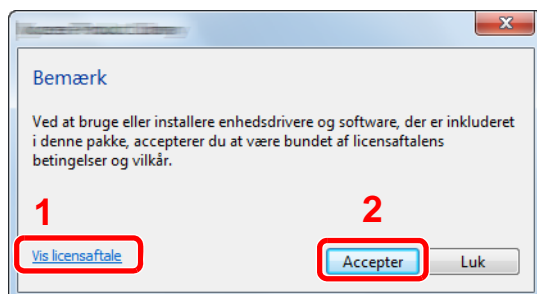 Bemærk
Ved at bruge eller installere enhedsdrivere og software, der er inkluderet
i denne pakke, accepterer du at være bundet af licensaftalens
betingelser og vilkår.
1
2
Vis licensaftale
Accepter
Luk